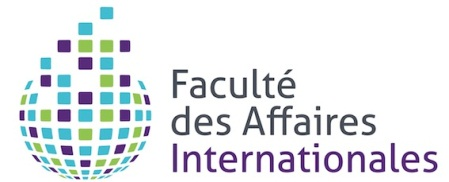 Faculté
des Affaires
Internationales